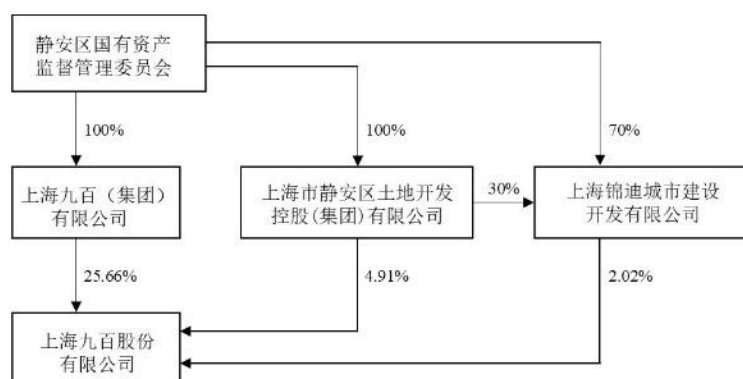 静安区国有资产
监督管理委员会
100%
100%
70%
上海九百（集团）
有限公司
上海市静安区土地开发
控股(集团)有限公司
30%
上海锦迪城市建设
开发有限公司
25.66%
4.91%
2.02%
上海九百股份
有限公司